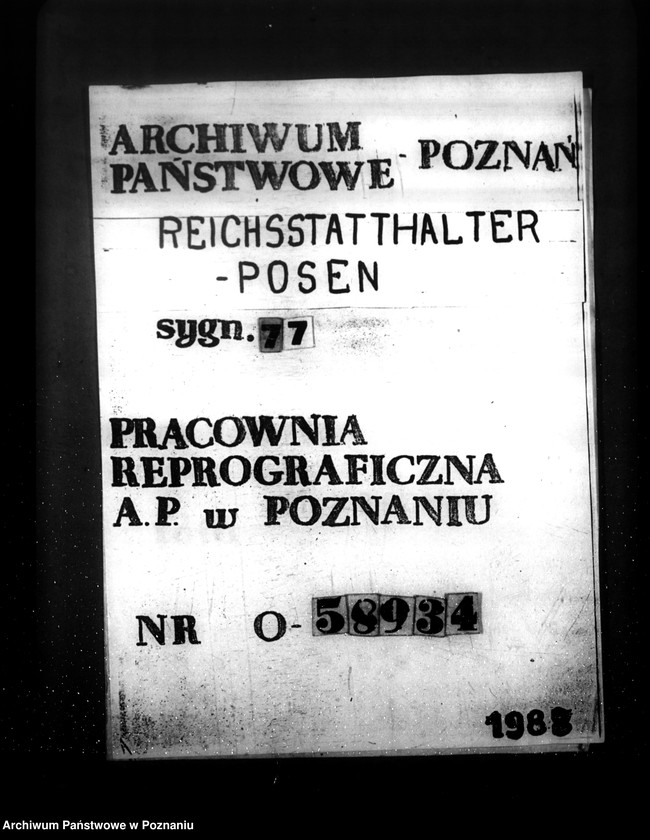 ARCHIWUM
PAŃSTWOWE - POZNAŃ
REICHSSTATTHALTER
-POSEN
sygn. 77
PRACOWNIA
REPROGRAFICZNA
A.P. w POZNANIU
NR O-58934
1988
Archiwum Państwowe w Poznaniu